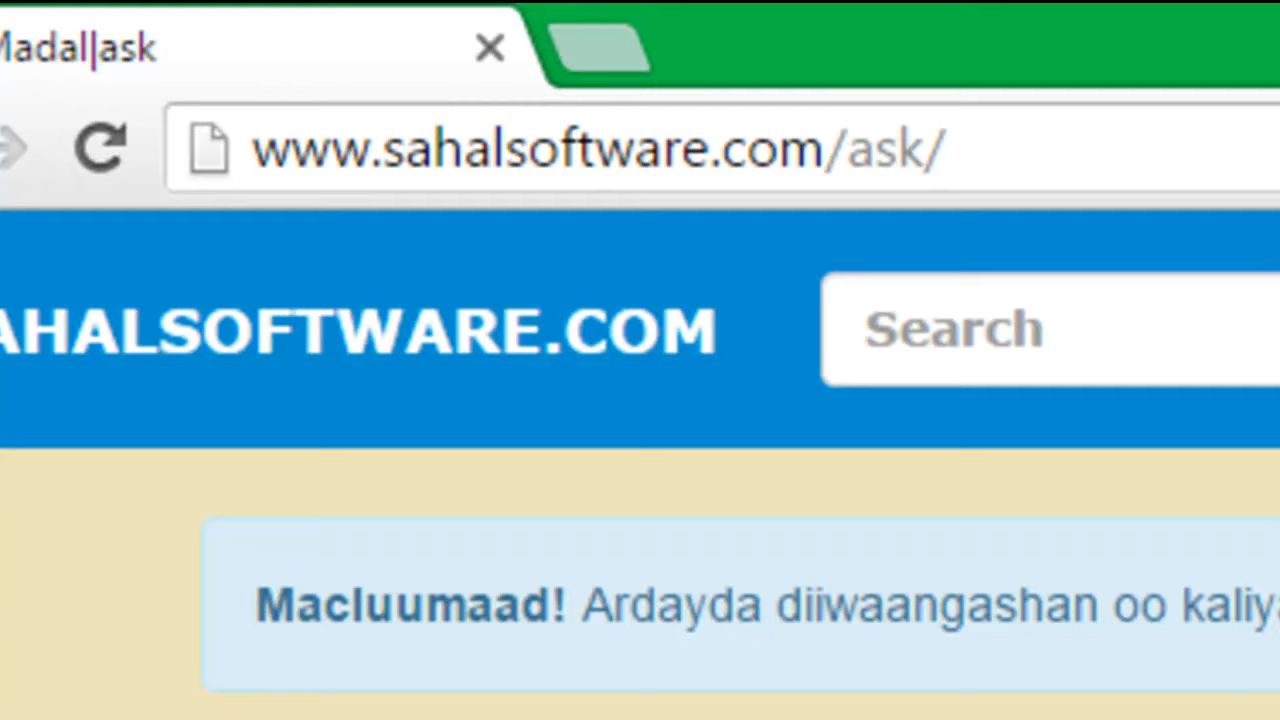 Madal|ask
www.sahalsoftware.com/ask/
AHALSOFTWARE.COM
Search
Macluumaad! Ardayda diiwaangashan oo kaliya